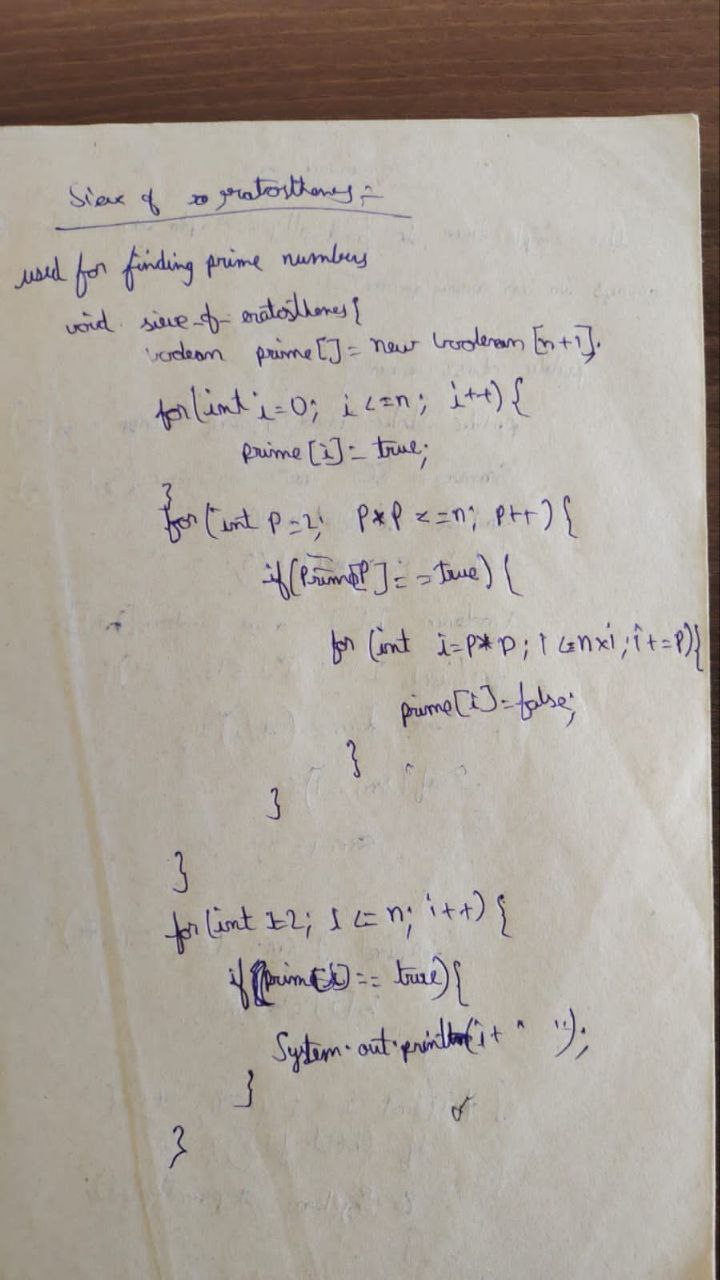 Sieve of eratosthenes :-
used for finding prime numbers
void sieve-of-eratosthenes{
boolean prime[] = new boolean [n+1].
for(int i=0; i<=n; i++){
prime[i]=true;
}
for(int p=2; p*p <=n; p++){
if(prime[p]==true){
for (int i=p*p; i<=n*i; i+=p){
prime[i]=false;
}
}
}
for(int i=2; i<=n; i++){
if(prime[i]== true){
System.out.print(i+" ");
}
}